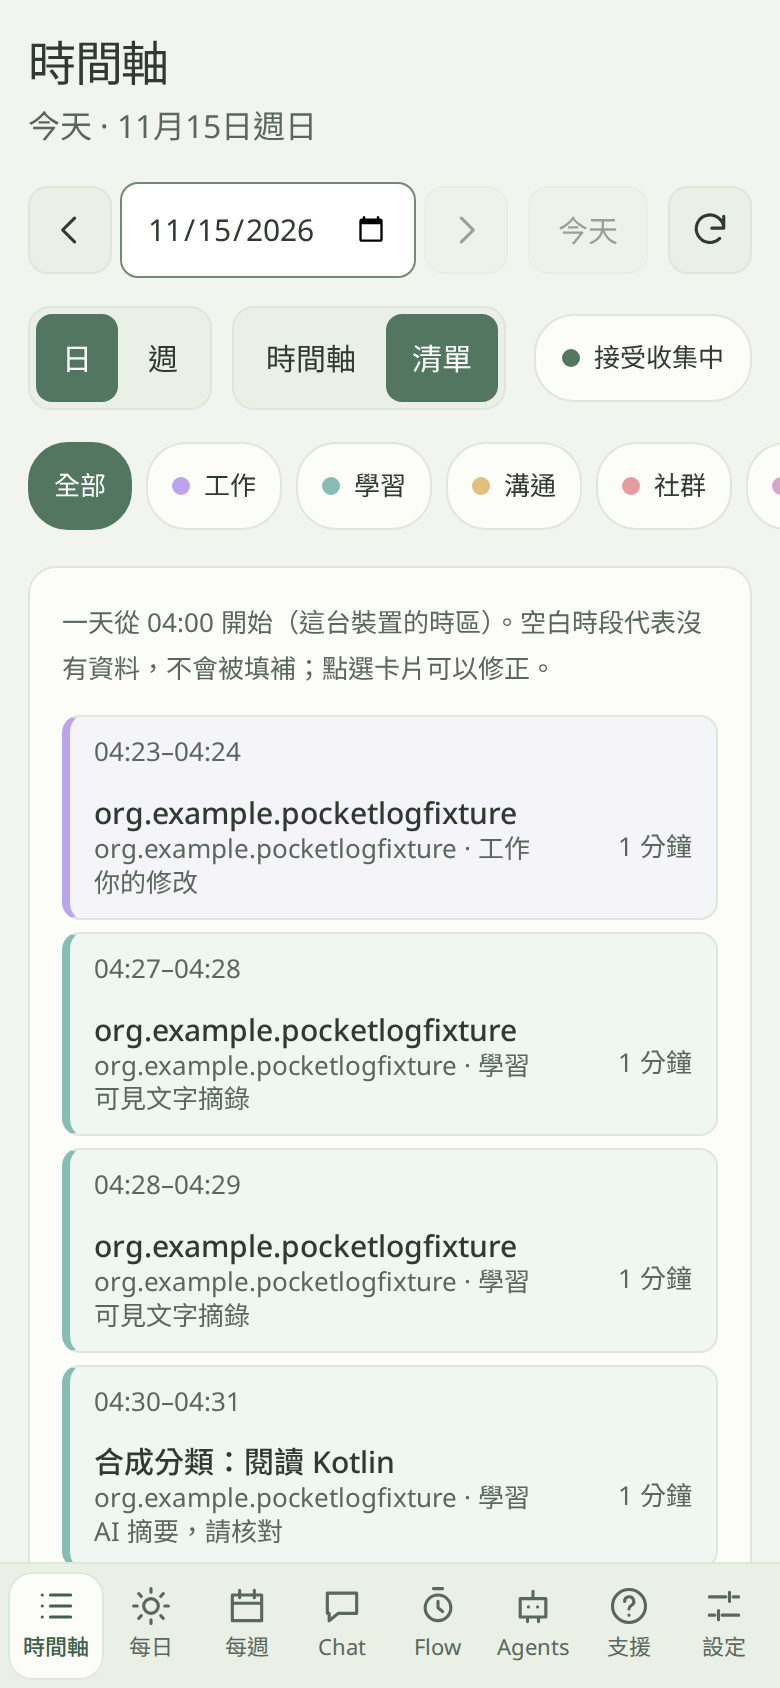 時間軸
今天 · 11月15日週日
11/15/2026
今天
日
週
時間軸
清單
接受收集中
全部
工作
學習
溝通
社群
一天從 04:00 開始（這台裝置的時區）。空白時段代表沒
有資料，不會被填補；點選卡片可以修正。
04:23–04:24
org.example.pocketlogfixture
org.example.pocketlogfixture · 工作
你的修改
1 分鐘
04:27–04:28
org.example.pocketlogfixture
org.example.pocketlogfixture · 學習
可見文字摘錄
1 分鐘
04:28–04:29
org.example.pocketlogfixture
org.example.pocketlogfixture · 學習
可見文字摘錄
1 分鐘
04:30–04:31
合成分類：閱讀 Kotlin
org.example.pocketlogfixture · 學習
AI 摘要，請核對
1 分鐘
時間軸
每日
每週
Chat
Flow
Agents
支援
設定